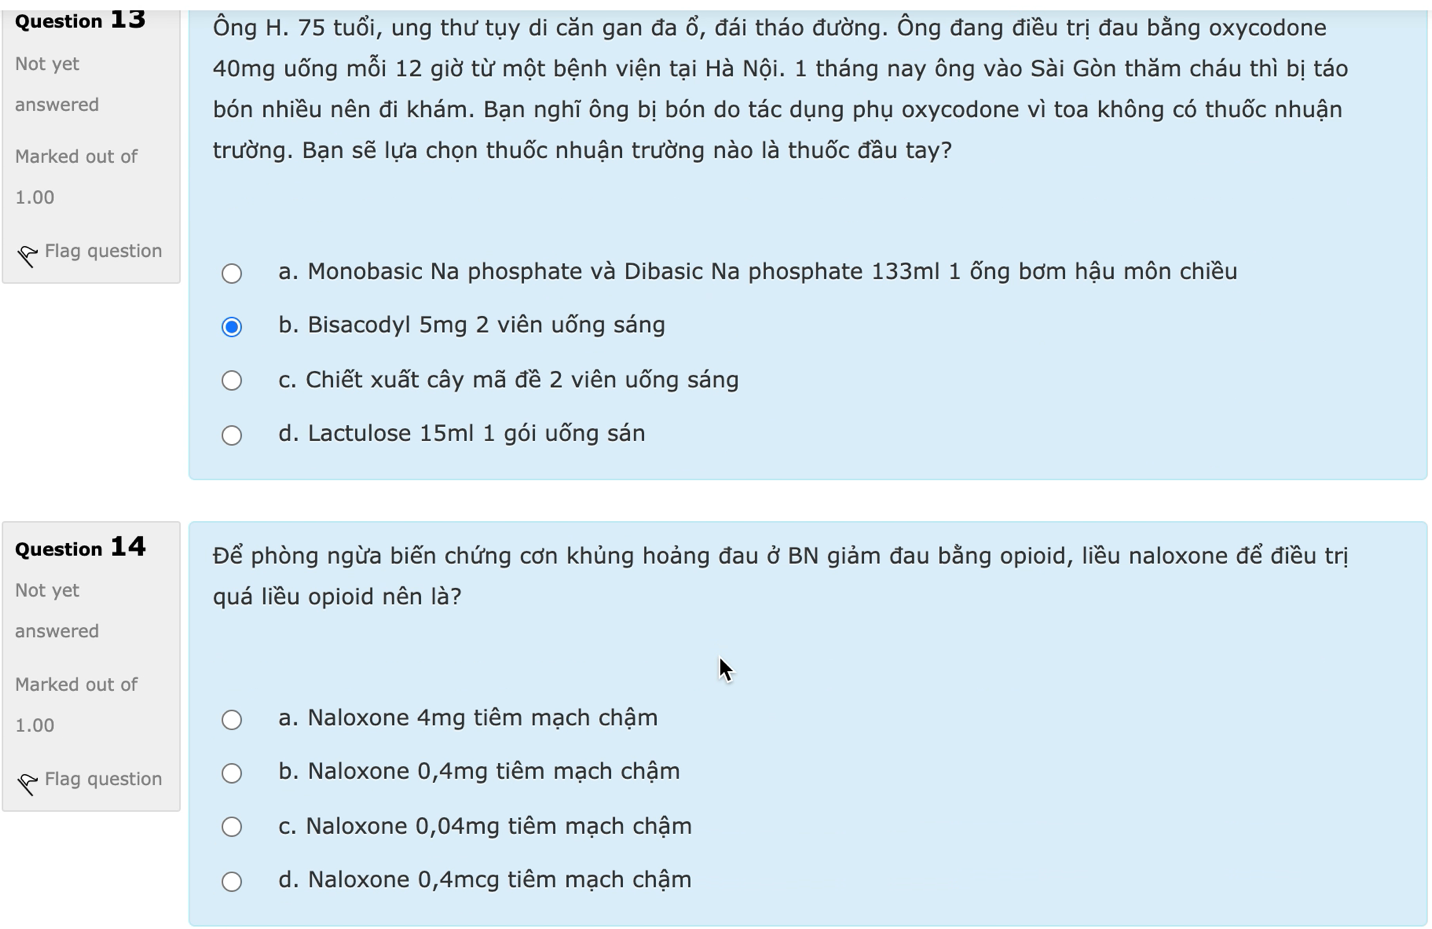 Question 13
Not yet
answered
Marked out of
1.00
Flag question
Ông H. 75 tuổi, ung thư tụy di căn gan đa ổ, đái tháo đường. Ông đang điều trị đau bằng oxycodone
40mg uống mỗi 12 giờ từ một bệnh viện tại Hà Nội. 1 tháng nay ông vào Sài Gòn thăm cháu thì bị táo
bón nhiều nên đi khám. Bạn nghĩ ông bị bón do tác dụng phụ oxycodone vì toa không có thuốc nhuận
trường. Bạn sẽ lựa chọn thuốc nhuận trường nào là thuốc đầu tay?
a. Monobasic Na phosphate và Dibasic Na phosphate 133ml 1 ống bơm hậu môn chiều
b. Bisacodyl 5mg 2 viên uống sáng
c. Chiết xuất cây mã đề 2 viên uống sáng
d. Lactulose 15ml 1 gói uống sán
Question 14
Not yet
answered
Marked out of
1.00
Flag question
Để phòng ngừa biến chứng cơn khủng hoảng đau ở BN giảm đau bằng opioid, liều naloxone để điều trị
quá liều opioid nên là?
a. Naloxone 4mg tiêm mạch chậm
b. Naloxone 0,4mg tiêm mạch chậm
c. Naloxone 0,04mg tiêm mạch chậm
d. Naloxone 0,4mcg tiêm mạch chậm